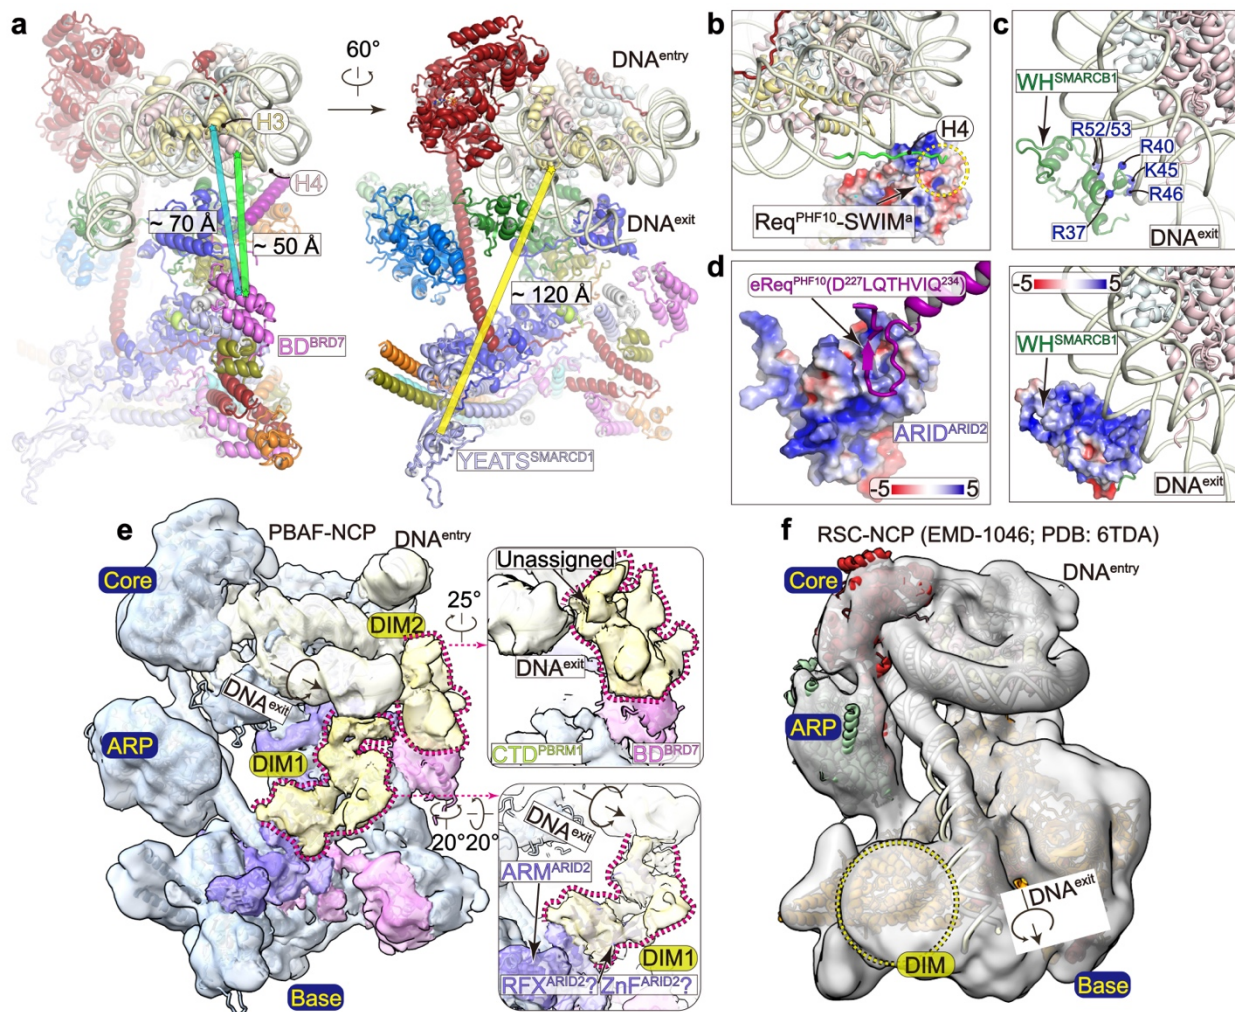 a
60°
DNAentry
H3
H4
~ 70 Å
~ 50 Å
BDBRD7
DNAexit
~ 120 Å
YEATSSMARCD1
b
H4
ReqPHF10-SWIMa
c
WHSMARCB1
R52/53
R40
K45
R46
R37
DNAexit
d
eReqPHF10(D227LQTHVIQ234)
ARIDARID2
-5 5
-5 5
WHSMARCB1
DNAexit
e
PBAF-NCP
DNAentry
Core
DIM2
25°
DNAexit
ARP
DIM1
20° 20°
Base
Unassigned
DNAexit
CTDPBRM1
BDBRD7
DNAexit
ARMARID2
DIM1
RFXARID2? ZnFARID2?
f
RSC-NCP (EMD-1046; PDB: 6TDA)
Core
DNAentry
ARP
DNAexit
DIM
Base